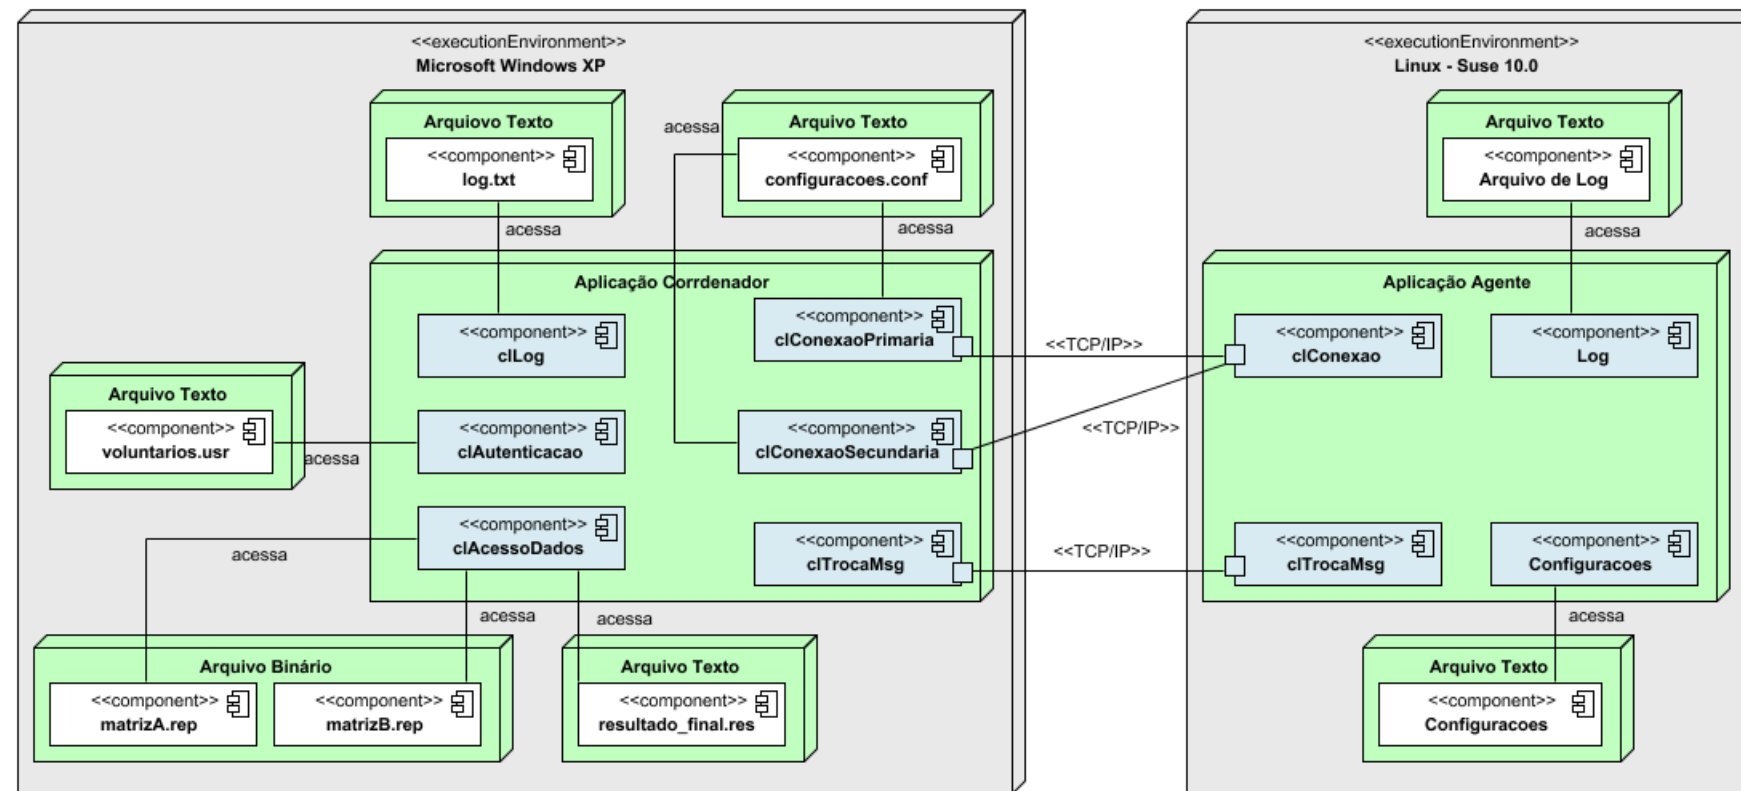 <<executionEnvironment>>
Microsoft Windows XP
Arquiovo Texto
<<component>>
log.txt
acessa
acessa
Arquivo Texto
<<component>>
configuracoes.conf
acessa
Aplicação Corrdenador
<<component>>
clLog
<<component>>
clConexaoPrimaria
Arquivo Texto
<<component>>
voluntarios.usr
acessa
<<component>>
clAutenticacao
<<component>>
clConexaoSecundaria
<<component>>
clAcessoDados
<<component>>
clTrocaMsg
acessa
acessa
acessa
Arquivo Binário
<<component>>
matrizA.rep
<<component>>
matrizB.rep
Arquivo Texto
<<component>>
resultado_final.res
<<TCP/IP>>
<<TCP/IP>>
<<TCP/IP>>
<<executionEnvironment>>
Linux - Suse 10.0
Arquivo Texto
<<component>>
Arquivo de Log
acessa
Aplicação Agente
<<component>>
clConexao
<<component>>
Log
<<component>>
clTrocaMsg
<<component>>
Configuracoes
acessa
Arquivo Texto
<<component>>
Configuracoes